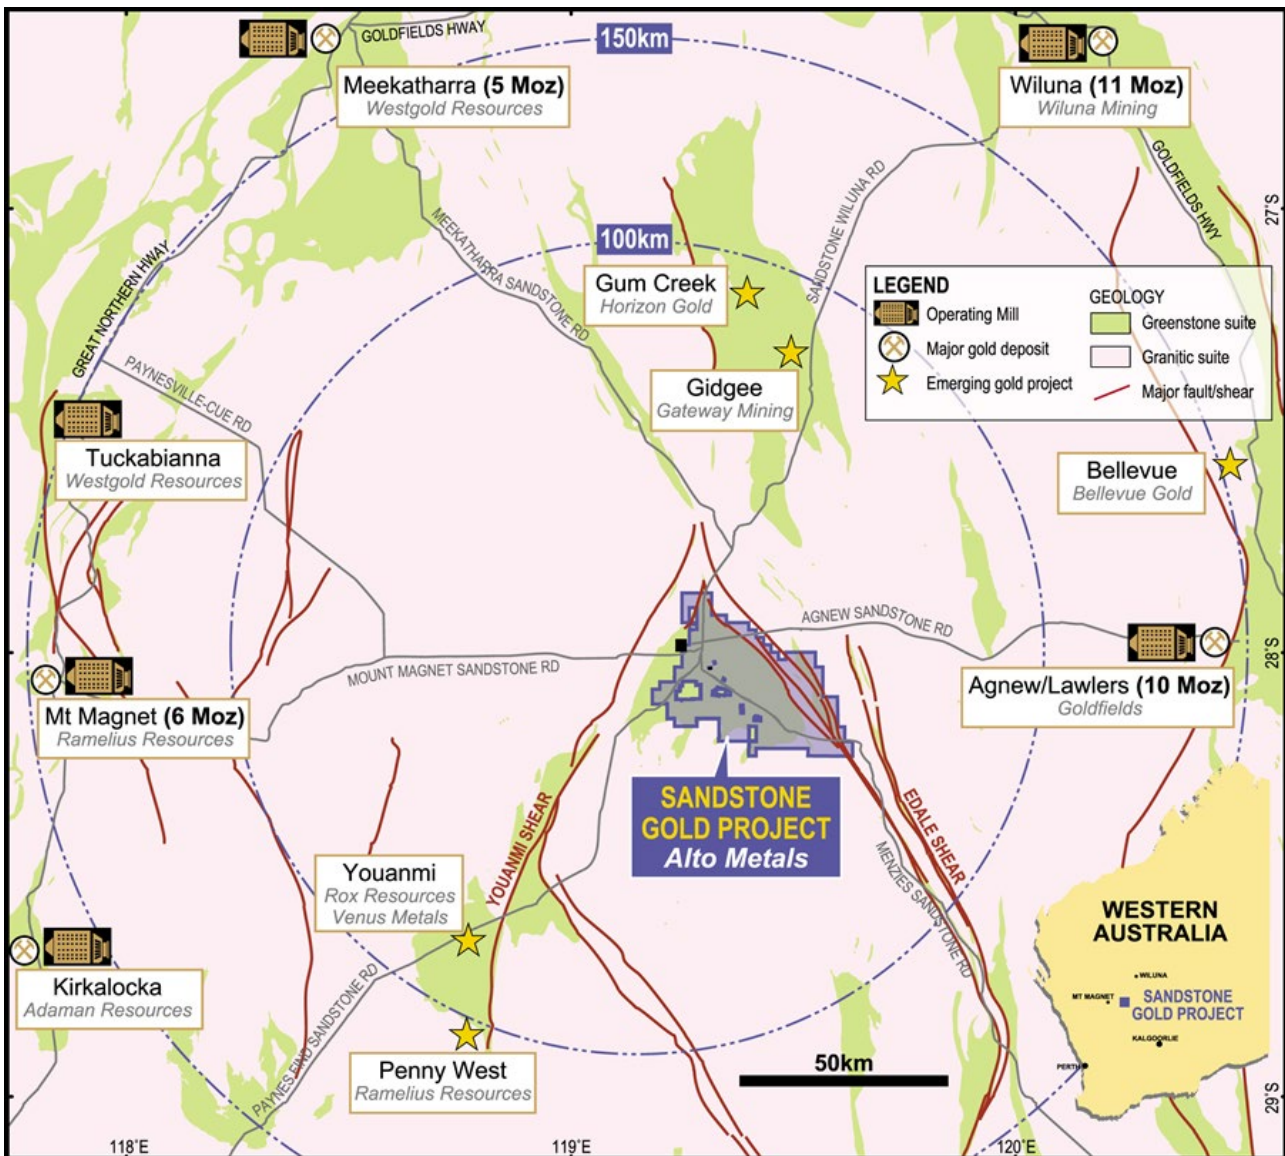 GOLDFIELDS HWY
150km
120°E
Meekatharra (5 Moz)
Westgold Resources
Wiluna (11 Moz)
Wiluna Mining
GOLDFIELDS HWY
27°S
MEEKATHARRA SANDSTONE RD
SANDSTONE WILUNA RD
100km
GREAT NORTHERN HWY
Gum Creek
Horizon Gold
LEGEND
Operating Mill
Major gold deposit
Emerging gold project
GEOLOGY
Greenstone suite
Granitic suite
Major fault/shear
PAYNESVILLE-CUE RD
Gidgee
Gateway Mining
Tuckabianna
Westgold Resources
Bellevue
Bellevue Gold
AGNEW SANDSTONE RD
28°S
MOUNT MAGNET SANDSTONE RD
Mt Magnet (6 Moz)
Ramelius Resources
Agnew/Lawlers (10 Moz)
Goldfields
SANDSTONE
GOLD PROJECT
Alto Metals
YOUANMI SHEAR
EDALE SHEAR
MENZIES SANDSTONE RD
Youanmi
Rox Resources
Venus Metals
Kirkalocka
Adaman Resources
PAYNES FIND SANDSTONE RD
Penny West
Ramelius Resources
50km
WESTERN
AUSTRALIA
WILUNA
MT MAGNET
SANDSTONE
GOLD PROJECT
KALGOORLIE
PERTH
29°S
118°E
119°E
120°E